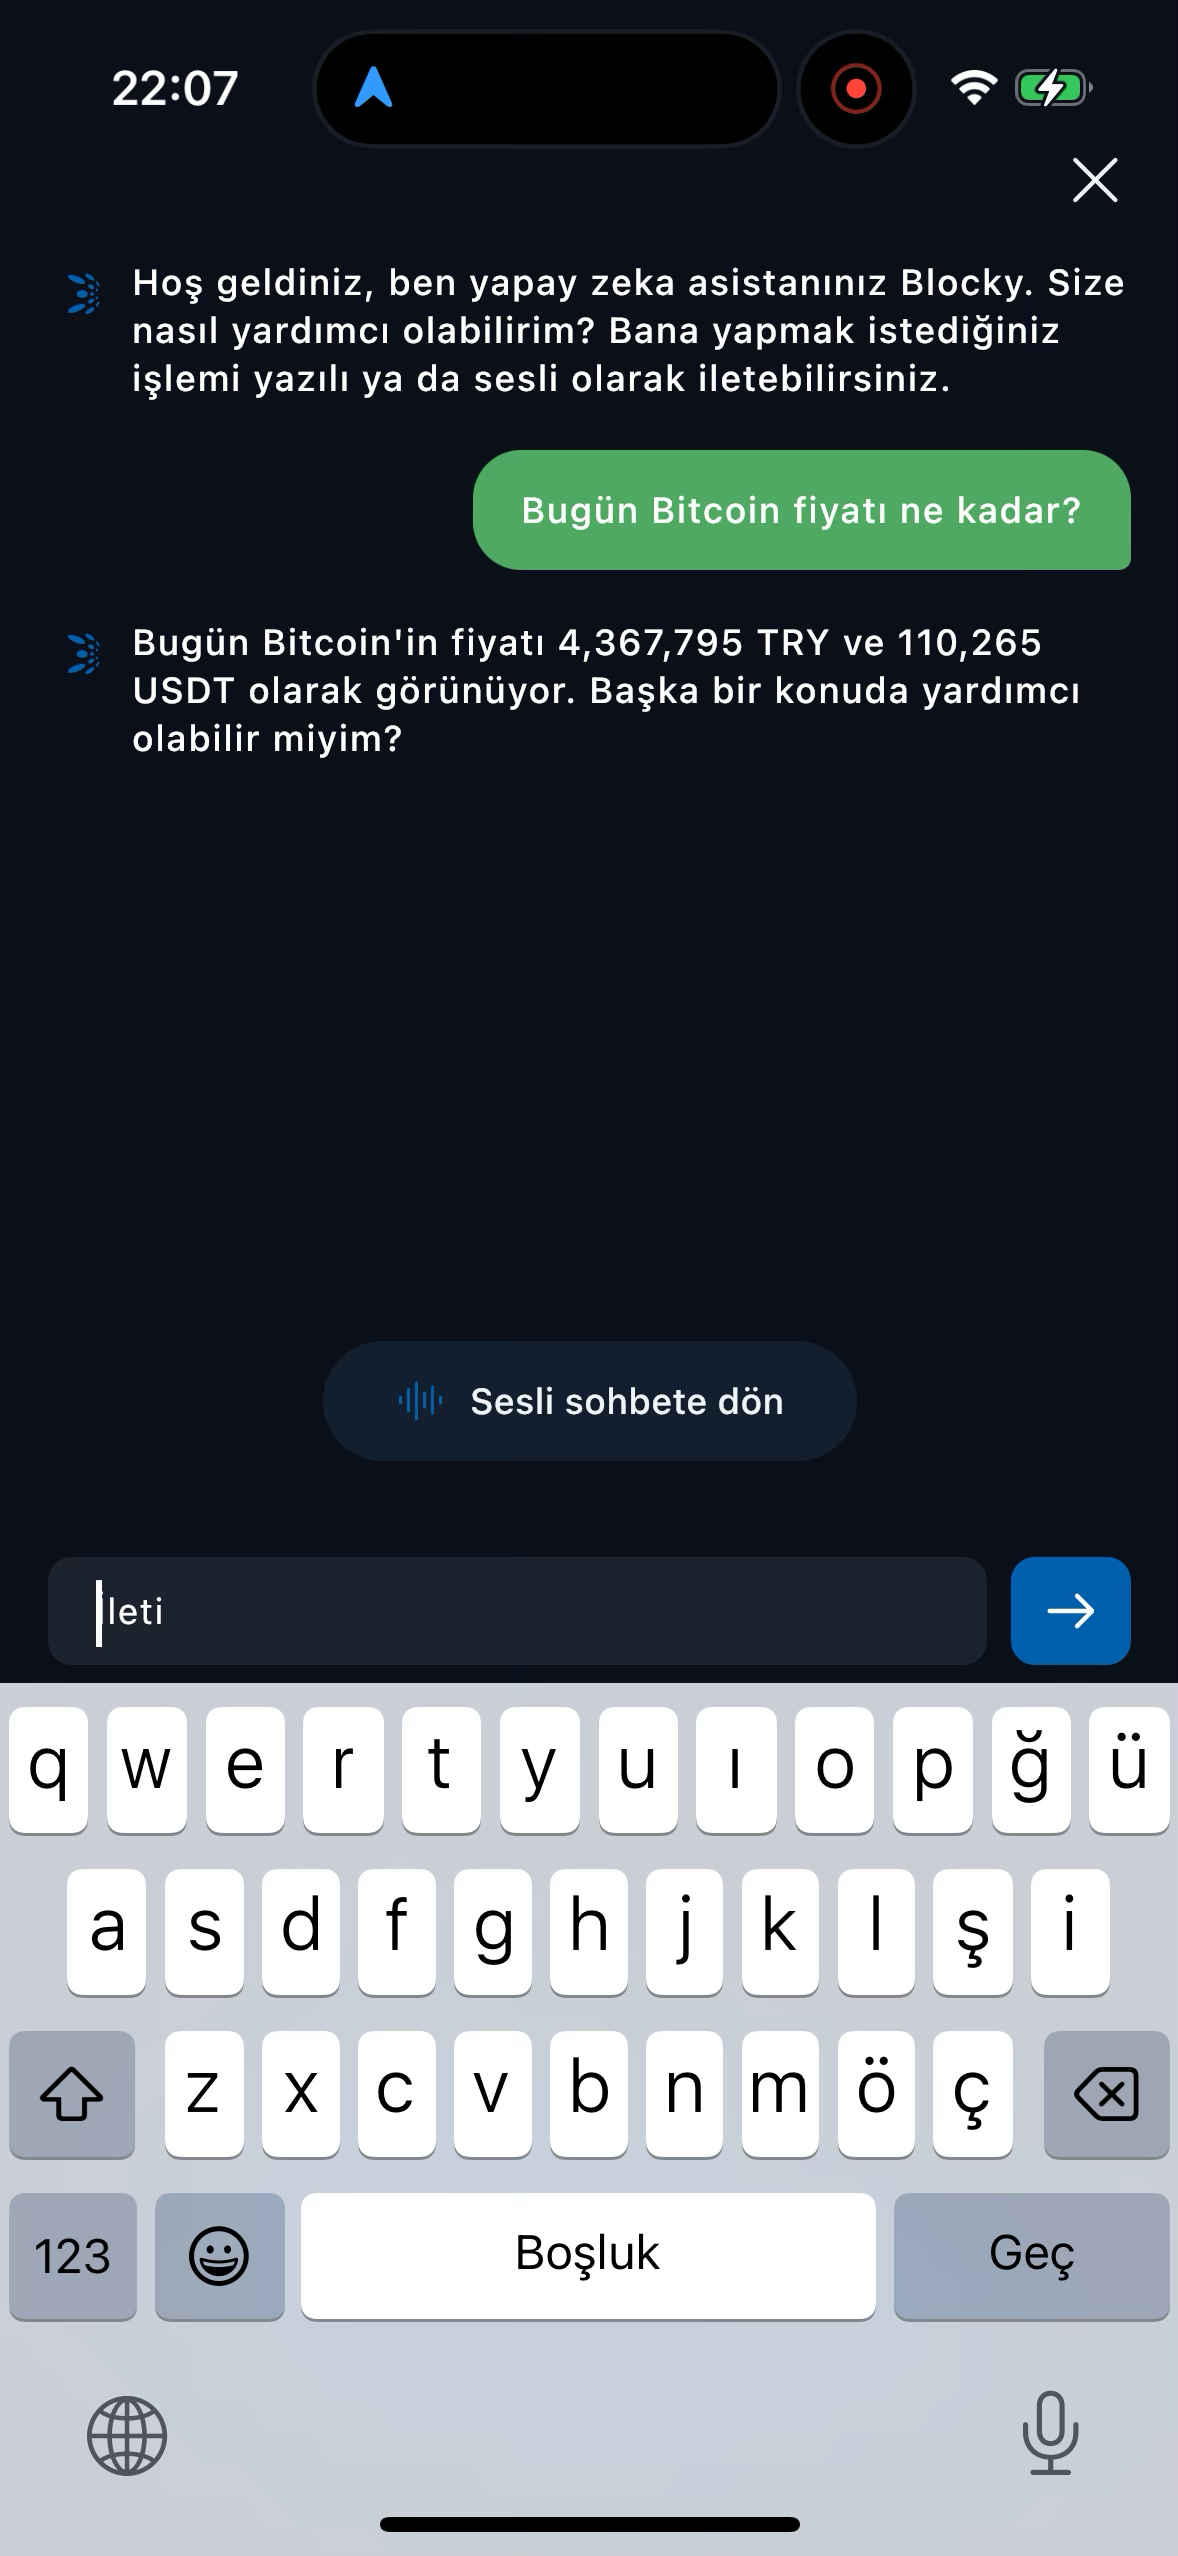 22:07
Hoş geldiniz, ben yapay zeka asistanınız Blocky. Size
nasıl yardımcı olabilirim? Bana yapmak istediğiniz
işlemi yazılı ya da sesli olarak iletebilirsiniz.
Bugün Bitcoin fiyatı ne kadar?
Bugün Bitcoin'in fiyatı 4,367,795 TRY ve 110,265
USDT olarak görünüyor. Başka bir konuda yardımcı
olabilir miyim?
Sesli sohbete dön
İleti
q w e r t y u ı o p ğ ü
a s d f g h j k l ş i
z x c v b n m ö ç
123 Boşluk Geç